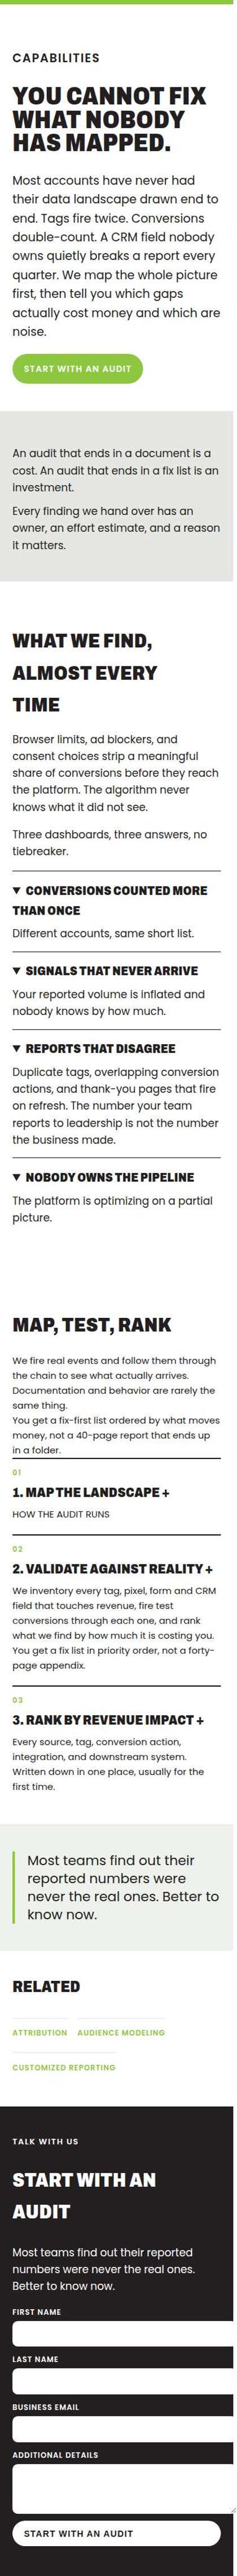 CAPABILITIES
YOU CANNOT FIX
WHAT NOBODY
HAS MAPPED.
Most accounts have never had
their data landscape drawn end to
end. Tags fire twice. Conversions
double-count. A CRM field nobody
owns quietly breaks a report every
quarter. We map the whole picture
first, then tell you which gaps
actually cost money and which are
noise.
START WITH AN AUDIT
An audit that ends in a document is a
cost. An audit that ends in a fix list is an
investment.
Every finding we hand over has an
owner, an effort estimate, and a reason
it matters.
WHAT WE FIND,
ALMOST EVERY
TIME
Browser limits, ad blockers, and
consent choices strip a meaningful
share of conversions before they reach
the platform. The algorithm never
knows what it did not see.
Three dashboards, three answers, no
tiebreaker.
▼ CONVERSIONS COUNTED MORE
THAN ONCE
Different accounts, same short list.
▼ SIGNALS THAT NEVER ARRIVE
Your reported volume is inflated and
nobody knows by how much.
▼ REPORTS THAT DISAGREE
Duplicate tags, overlapping conversion
actions, and thank-you pages that fire
on refresh. The number your team
reports to leadership is not the number
the business made.
▼ NOBODY OWNS THE PIPELINE
The platform is optimizing on a partial
picture.
MAP, TEST, RANK
We fire real events and follow them through
the chain to see what actually arrives.
Documentation and behavior are rarely the
same thing.
You get a fix-first list ordered by what moves
money, not a 40-page report that ends up
in a folder.
01
1. MAP THE LANDSCAPE +
HOW THE AUDIT RUNS
02
2. VALIDATE AGAINST REALITY +
We inventory every tag, pixel, form and CRM
field that touches revenue, fire test
conversions through each one, and rank
what we find by how much it is costing you.
You get a fix list in priority order, not a forty-
page appendix.
03
3. RANK BY REVENUE IMPACT +
Every source, tag, conversion action,
integration, and downstream system.
Written down in one place, usually for the
first time.
Most teams find out their
reported numbers were
never the real ones. Better to
know now.
RELATED
ATTRIBUTION AUDIENCE MODELING
CUSTOMIZED REPORTING
TALK WITH US
START WITH AN
AUDIT
Most teams find out their reported
numbers were never the real ones.
Better to know now.
FIRST NAME
LAST NAME
BUSINESS EMAIL
ADDITIONAL DETAILS
START WITH AN AUDIT